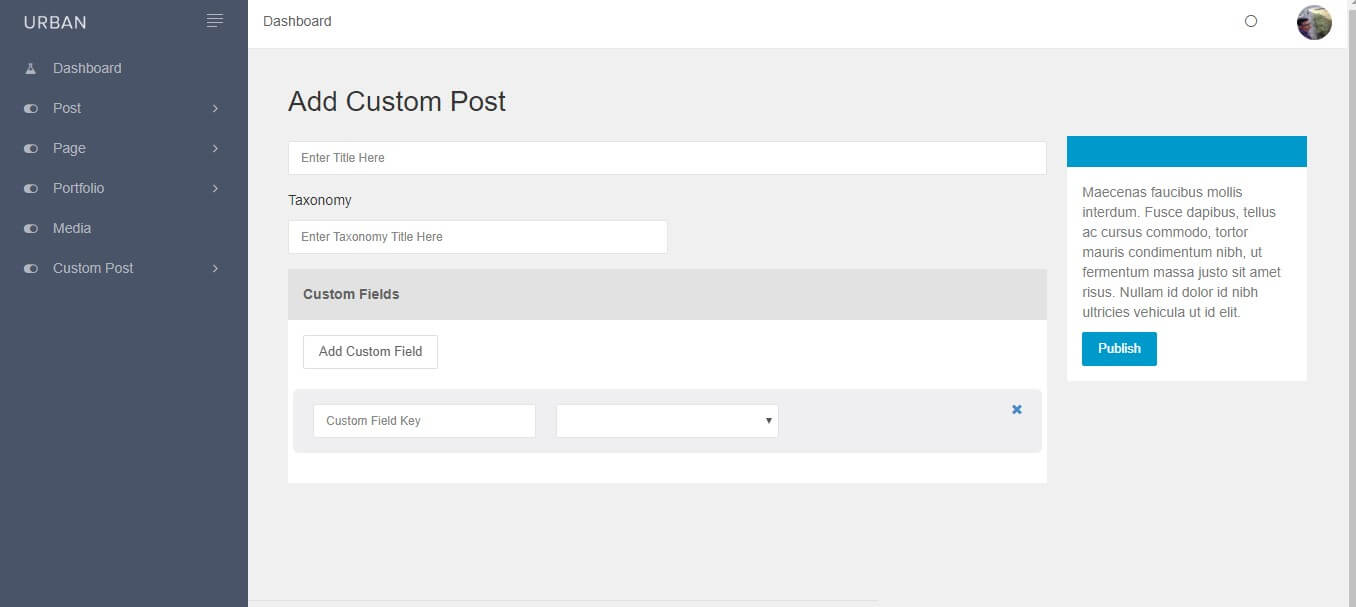 URBAN
Dashboard
Post
Page
Portfolio
Media
Custom Post
Dashboard
Add Custom Post
Enter Title Here
Taxonomy
Enter Taxonomy Title Here
Custom Fields
Add Custom Field
Custom Field Key
Maecenas faucibus mollis
interdum. Fusce dapibus, tellus
ac cursus commodo, tortor
mauris condimentum nibh, ut
fermentum massa justo sit amet
risus. Nullam id dolor id nibh
ultricies vehicula ut id elit.
Publish